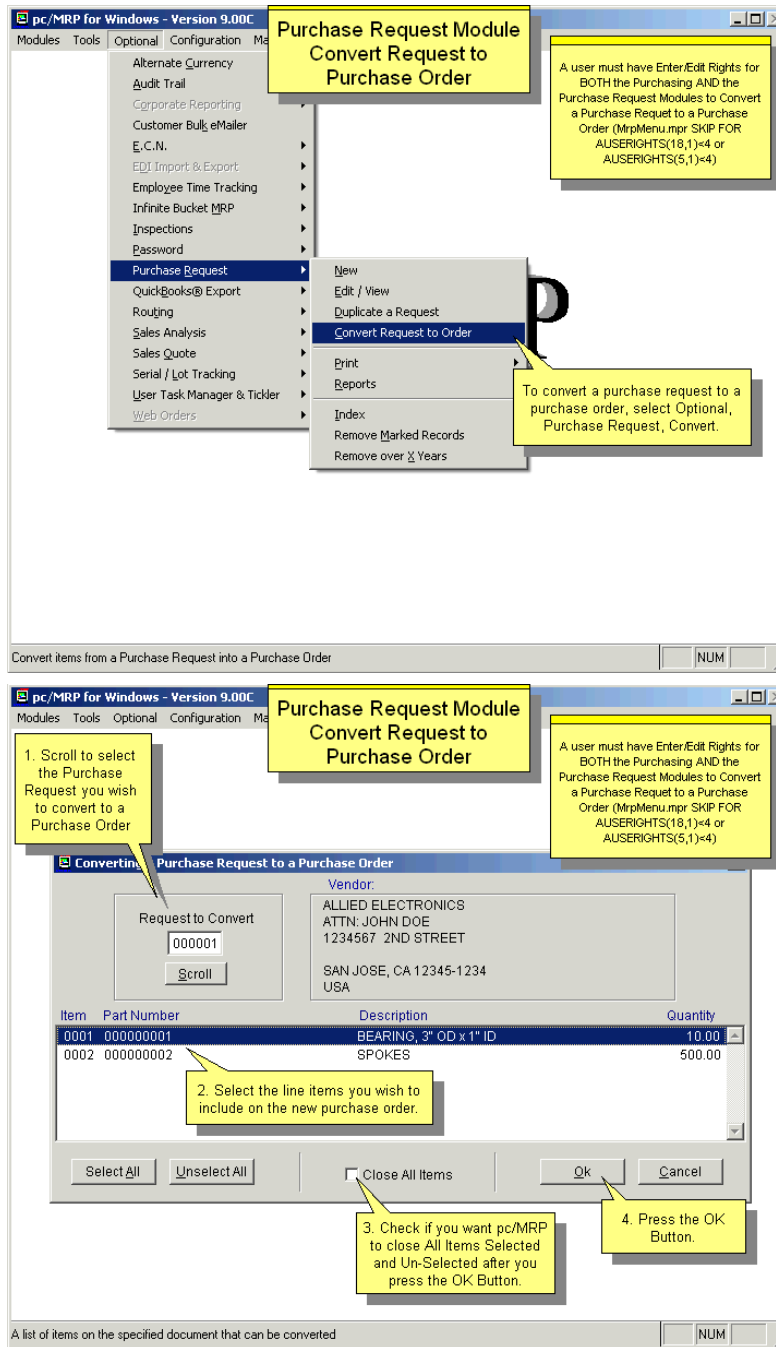 pc/MRP for Windows - Version 9.00C
Purchase Request Module
Convert Request to
Purchase Order
Modules Tools Optional Configuration Ma
A user must have Enter/Edit Rights for
BOTH the Purchasing AND the
Purchase Request Modules to Convert
a Purchase Requet to a Purchase
Order (MrpMenu.mpr SKIP FOR
AUSERIGHTS(18,1)<4 or
AUSERIGHTS(5,1)<4)
Alternate Currency
Audit Trail
Corporate Reporting
Customer Bulk eMailer
E.C.N.
EDI Import & Export
Employee Time Tracking
Infinite Bucket MRP
Inspections
Password
Purchase Request
QuickBooks® Export
Routing
Sales Analysis
Sales Quote
Serial / Lot Tracking
User Task Manager & Tickler
Web Orders
New
Edit / View
Duplicate a Request
Convert Request to Order
Print
Reports
Index
Remove Marked Records
Remove over X Years
P
To convert a purchase request to a
purchase order, select Optional,
Purchase Request, Convert.
Convert items from a Purchase Request into a Purchase Order NUM
pc/MRP for Windows - Version 9.00C
Purchase Request Module
Convert Request to
Purchase Order
Modules Tools Optional Configuration Ma
A user must have Enter/Edit Rights for
BOTH the Purchasing AND the
Purchase Request Modules to Convert
a Purchase Requet to a Purchase
Order (MrpMenu.mpr SKIP FOR
AUSERIGHTS(18,1)<4 or
AUSERIGHTS(5,1)<4)
1. Scroll to select
the Purchase
Request you wish
to convert to a
Purchase Order
Converting Purchase Request to a Purchase Order
Request to Convert
000001
Scroll
Vendor:
ALLIED ELECTRONICS
ATTN: JOHN DOE
1234567 2ND STREET
SAN JOSE, CA 12345-1234
USA
Item Part Number Description Quantity
0001 000000001 BEARING, 3" OD x 1" ID 10.00
0002 000000002 SPOKES 500.00
2. Select the line items you wish to
include on the new purchase order.
Select All Unselect All Close All Items Ok Cancel
3. Check if you want pc/MRP
to close All Items Selected
and Un-Selected after you
press the OK Button.
4. Press the OK
Button.
A list of items on the specified document that can be converted NUM